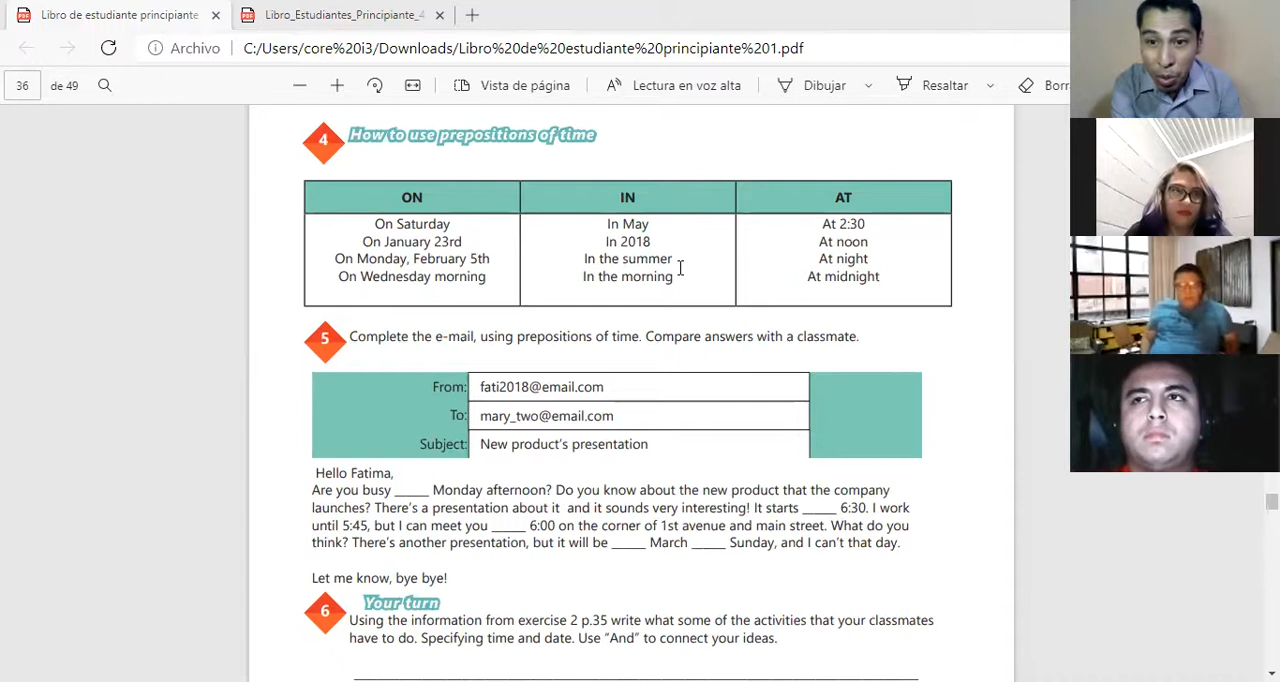 Libro de estudiante principiante
Libro_Estudiantes_Principiante_4
Archivo
C:/Users/core%20i3/Downloads/Libro%20de%20estudiante%20principiante%201.pdf
36 de 49
Vista de página
Lectura en voz alta
Dibujar
Resaltar
Borr
4 How to use prepositions of time
ON IN AT
On Saturday In May At 2:30
On January 23rd In 2018 At noon
On Monday, February 5th In the summer At night
On Wednesday morning In the morning At midnight
5 Complete the e-mail, using prepositions of time. Compare answers with a classmate.
From: fati2018@email.com
To: mary_two@email.com
Subject: New product's presentation
Hello Fatima,
Are you busy _____ Monday afternoon? Do you know about the new product that the company
launches? There's a presentation about it and it sounds very interesting! It starts _____ 6:30. I work
until 5:45, but I can meet you _____ 6:00 on the corner of 1st avenue and main street. What do you
think? There's another presentation, but it will be _____ March _____ Sunday, and I can't that day.
Let me know, bye bye!
6 Your turn
Using the information from exercise 2 p.35 write what some of the activities that your classmates
have to do. Specifying time and date. Use “And” to connect your ideas.